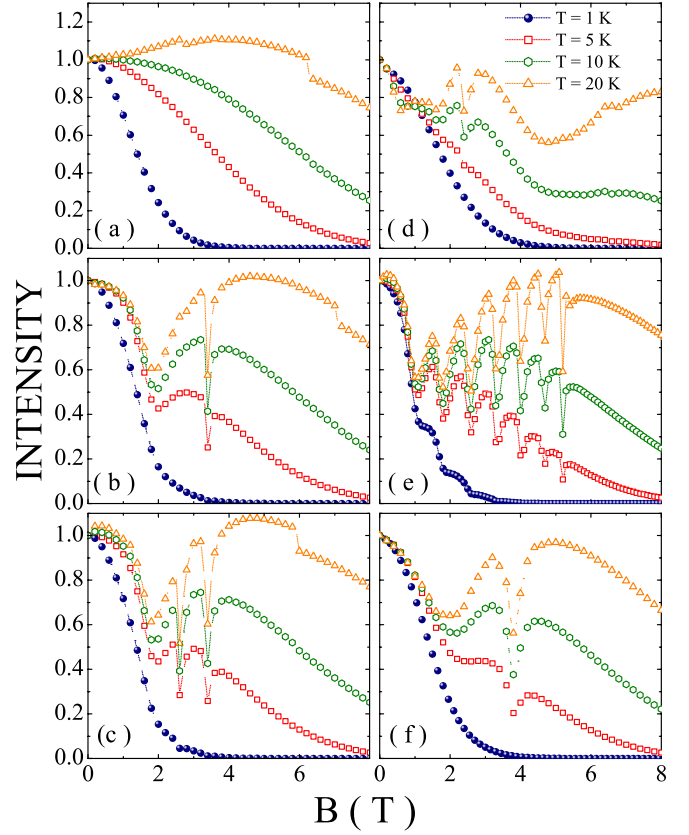 INTENSITY
1.2
1.0
0.8
0.6
0.4
0.2
0.0
( a )
T = 1 K
T = 5 K
T = 10 K
T = 20 K
( d )
1.0
0.8
0.6
0.4
0.2
0.0
( b )
( e )
1.0
0.8
0.6
0.4
0.2
0.0
(c )
( f )
0 2 4 6 0 2 4 6 8
B ( T )